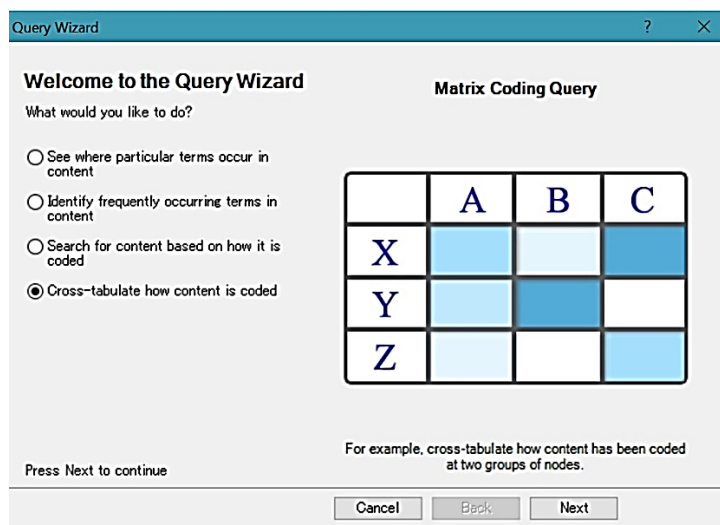 Query Wizard
?
Welcome to the Query Wizard
What would you like to do?
See where particular terms occur in
content
Identify frequently occurring terms in
content
Search for content based on how it is
coded
Cross-tabulate how content is coded
Press Next to continue
Matrix Coding Query
A B C
X
Y
Z
For example, cross-tabulate how content has been coded
at two groups of nodes.
Cancel Back Next